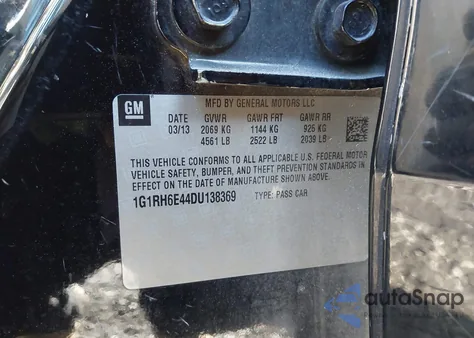 GM
MFD BY GENERAL MOTORS LLC
DATE GVWR GAWR FRT GAWR RR
03/13 2069 KG 1144 KG 925 KG
4561 LB 2522 LB 2039 LB
THIS VEHICLE CONFORMS TO ALL APPLICABLE U.S. FEDERAL MOTOR
VEHICLE SAFETY, BUMPER, AND THEFT PREVENTION STANDARDS IN
EFFECT ON THE DATE OF MANUFACTURE SHOWN ABOVE.
1G1RH6E44DU138369 TYPE: PASS CAR
autoSnap